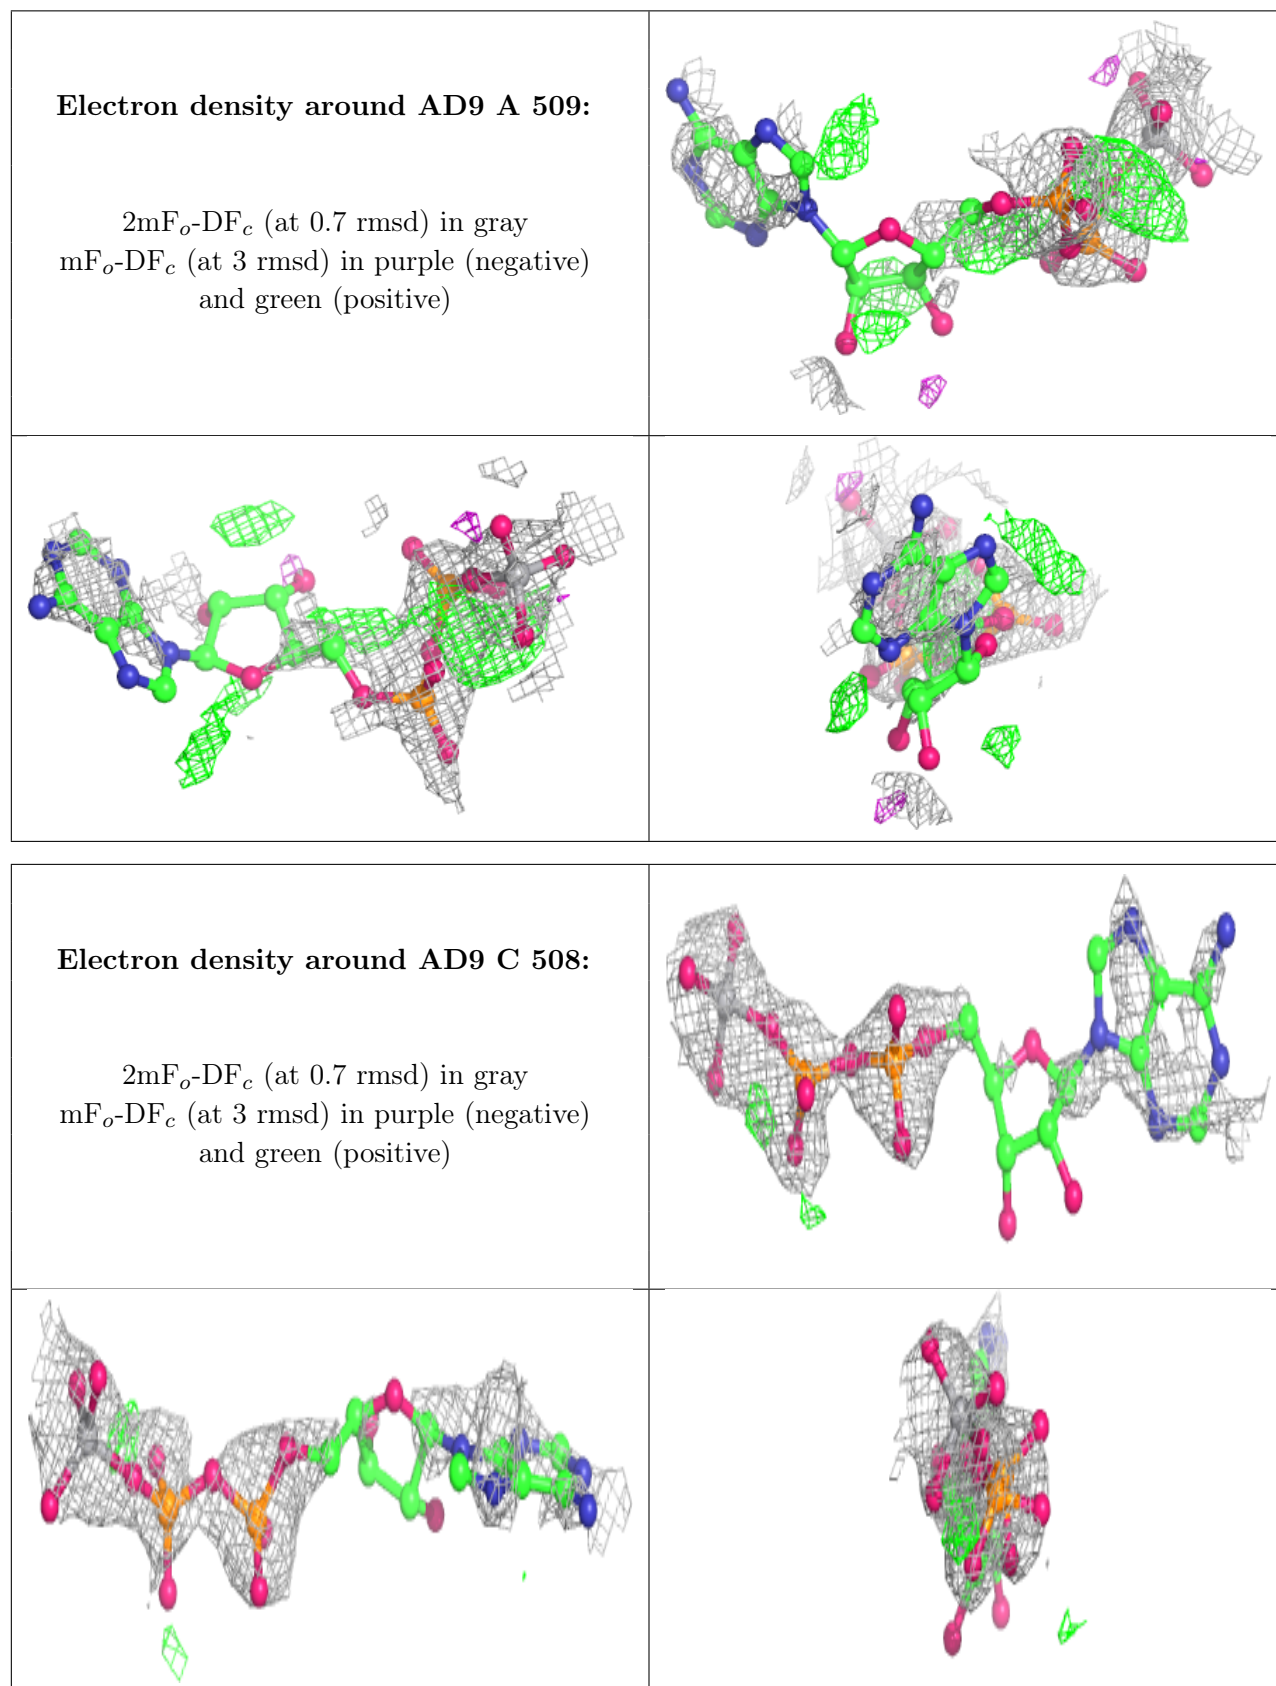 Electron density around AD9 A 509:
2mFo-DFc (at 0.7 rmsd) in gray
mFo-DFc (at 3 rmsd) in purple (negative)
and green (positive)
Electron density around AD9 C 508:
2mFo-DFc (at 0.7 rmsd) in gray
mFo-DFc (at 3 rmsd) in purple (negative)
and green (positive)